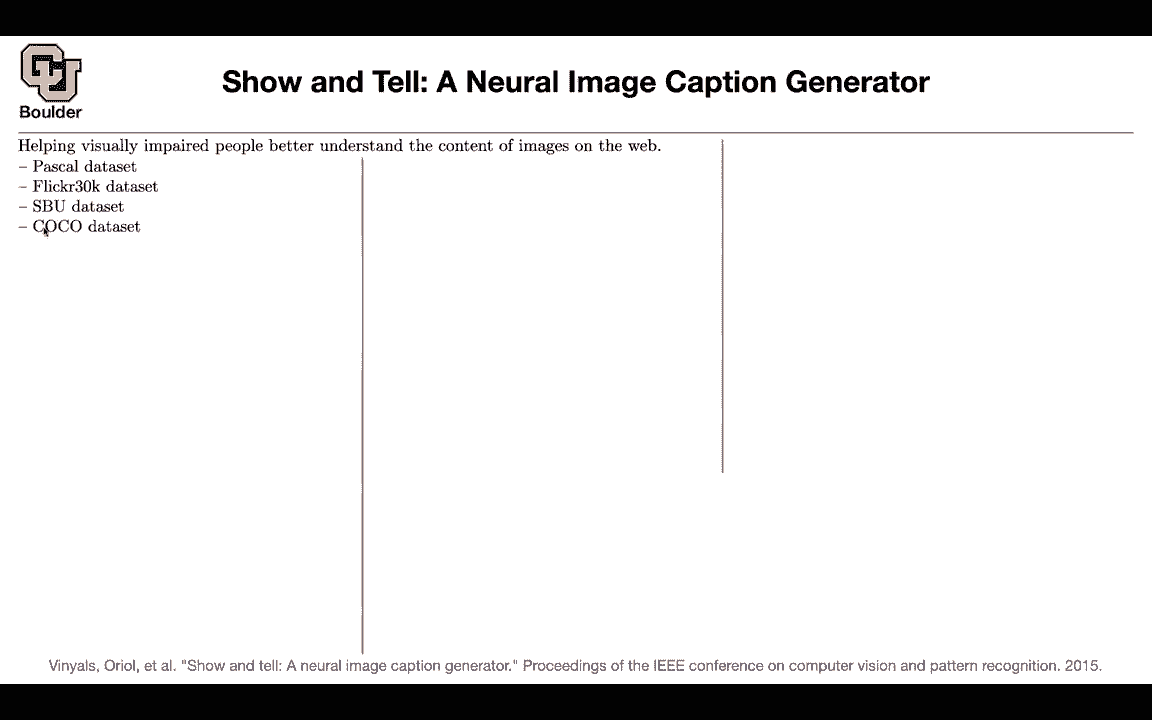 Boulder
Show and Tell: A Neural Image Caption Generator
Helping visually impaired people better understand the content of images on the web.
– Pascal dataset
– Flickr30k dataset
– SBU dataset
– COCO dataset
Vinyals, Oriol, et al. "Show and tell: A neural image caption generator." Proceedings of the IEEE conference on computer vision and pattern recognition. 2015.